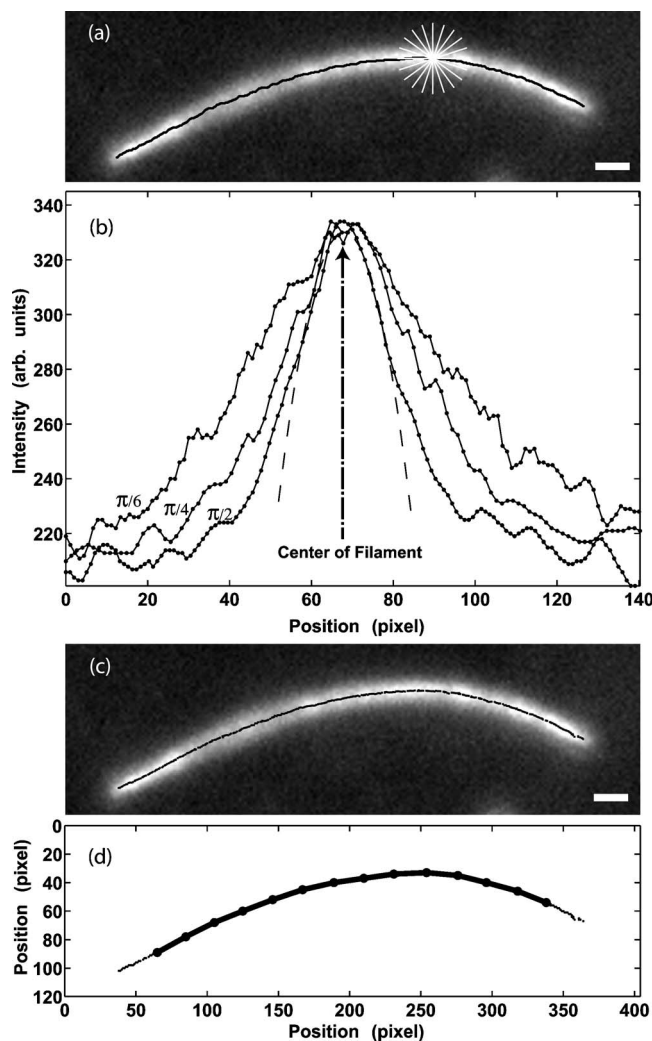 (a)
(b)
340
320
300
280
260
240
220
Intensity (arb. units)
π/6
π/4
π/2
Center of Filament
0 20 40 60 80 100 120 140
Position (pixel)
(c)
(d)
0
20
40
60
80
100
120
Position (pixel)
0 50 100 150 200 250 300 350 400
Position (pixel)